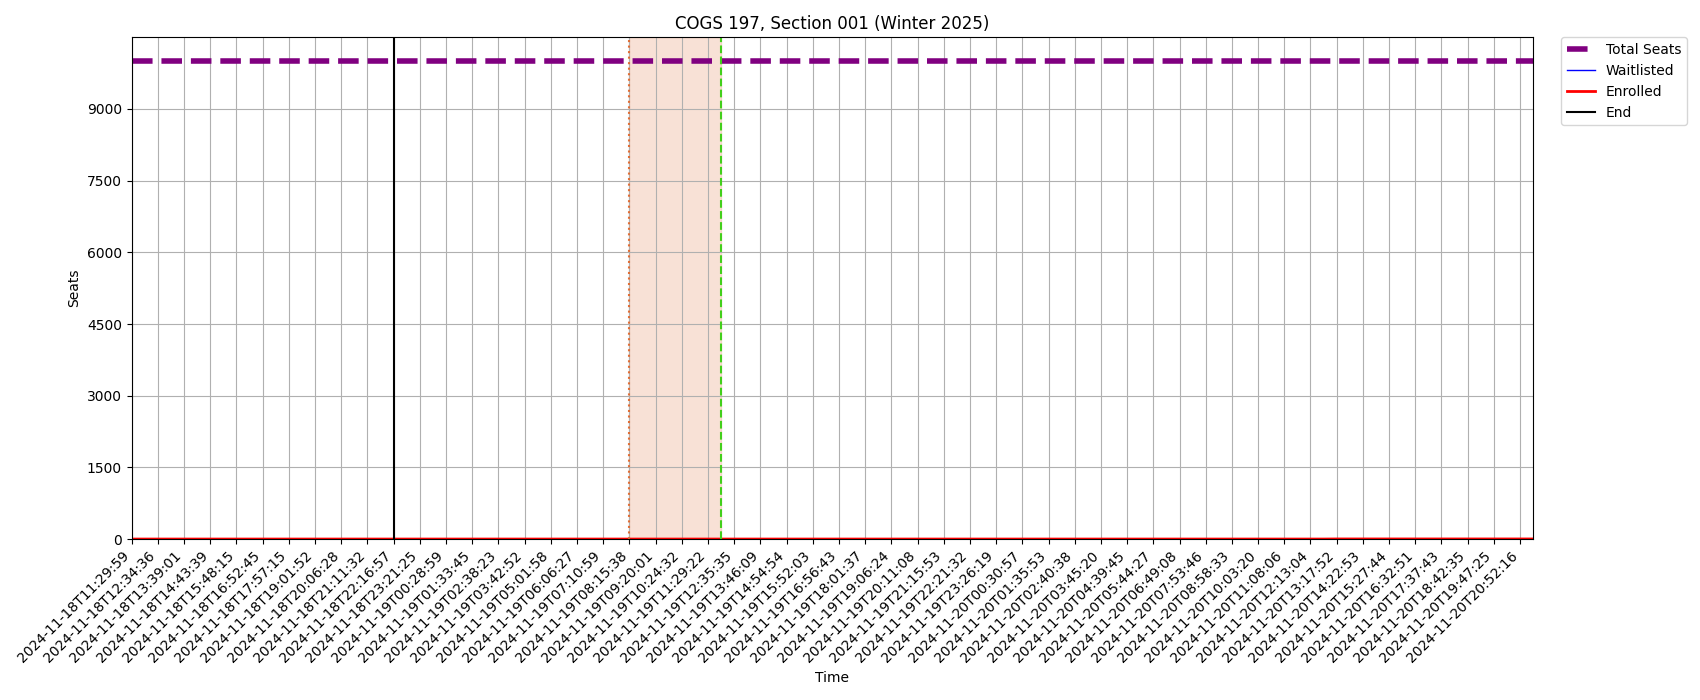 COGS 197, Section 001 (Winter 2025)
Total Seats
Waitlisted
Enrolled
End
Seats
9000
7500
6000
4500
3000
1500
0
2024-11-18T11:29:59
2024-11-18T12:34:36
2024-11-18T13:39:01
2024-11-18T14:43:39
2024-11-18T15:48:15
2024-11-18T16:52:45
2024-11-18T17:57:15
2024-11-18T19:01:52
2024-11-18T20:06:28
2024-11-18T21:11:32
2024-11-18T22:16:57
2024-11-18T23:21:25
2024-11-19T00:28:59
2024-11-19T01:33:45
2024-11-19T02:38:23
2024-11-19T03:42:52
2024-11-19T05:01:58
2024-11-19T06:06:27
2024-11-19T07:10:59
2024-11-19T08:15:38
2024-11-19T09:20:01
2024-11-19T10:24:32
2024-11-19T11:29:22
2024-11-19T12:35:35
2024-11-19T13:46:09
2024-11-19T14:54:54
2024-11-19T15:52:03
2024-11-19T16:56:43
2024-11-19T18:01:37
2024-11-19T19:06:24
2024-11-19T20:11:08
2024-11-19T21:15:53
2024-11-19T22:21:32
2024-11-19T23:26:19
2024-11-20T00:30:57
2024-11-20T01:35:53
2024-11-20T02:40:38
2024-11-20T03:45:20
2024-11-20T04:39:45
2024-11-20T05:44:27
2024-11-20T06:49:08
2024-11-20T07:53:46
2024-11-20T08:58:33
2024-11-20T10:03:20
2024-11-20T11:08:06
2024-11-20T12:13:04
2024-11-20T13:17:52
2024-11-20T14:22:53
2024-11-20T15:27:44
2024-11-20T16:32:51
2024-11-20T17:37:43
2024-11-20T18:42:35
2024-11-20T19:47:25
2024-11-20T20:52:16
Time